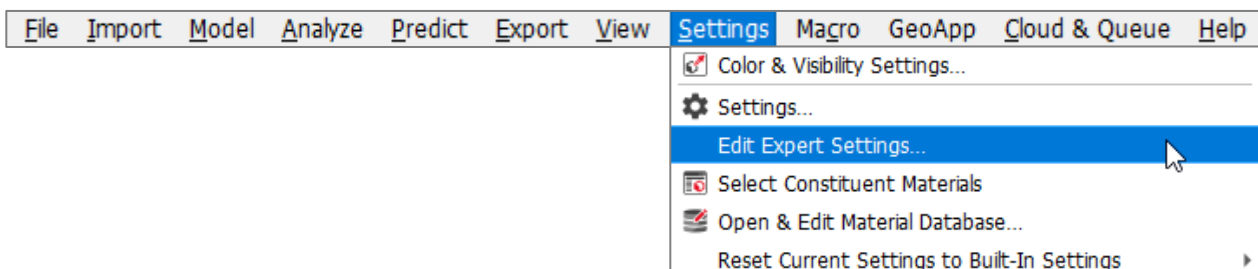 File Import Model Analyze Predict Export View Settings Macro GeoApp Cloud & Queue Help
Color & Visibility Settings...
Settings...
Edit Expert Settings...
Select Constituent Materials
Open & Edit Material Database...
Reset Current Settings to Built-In Settings